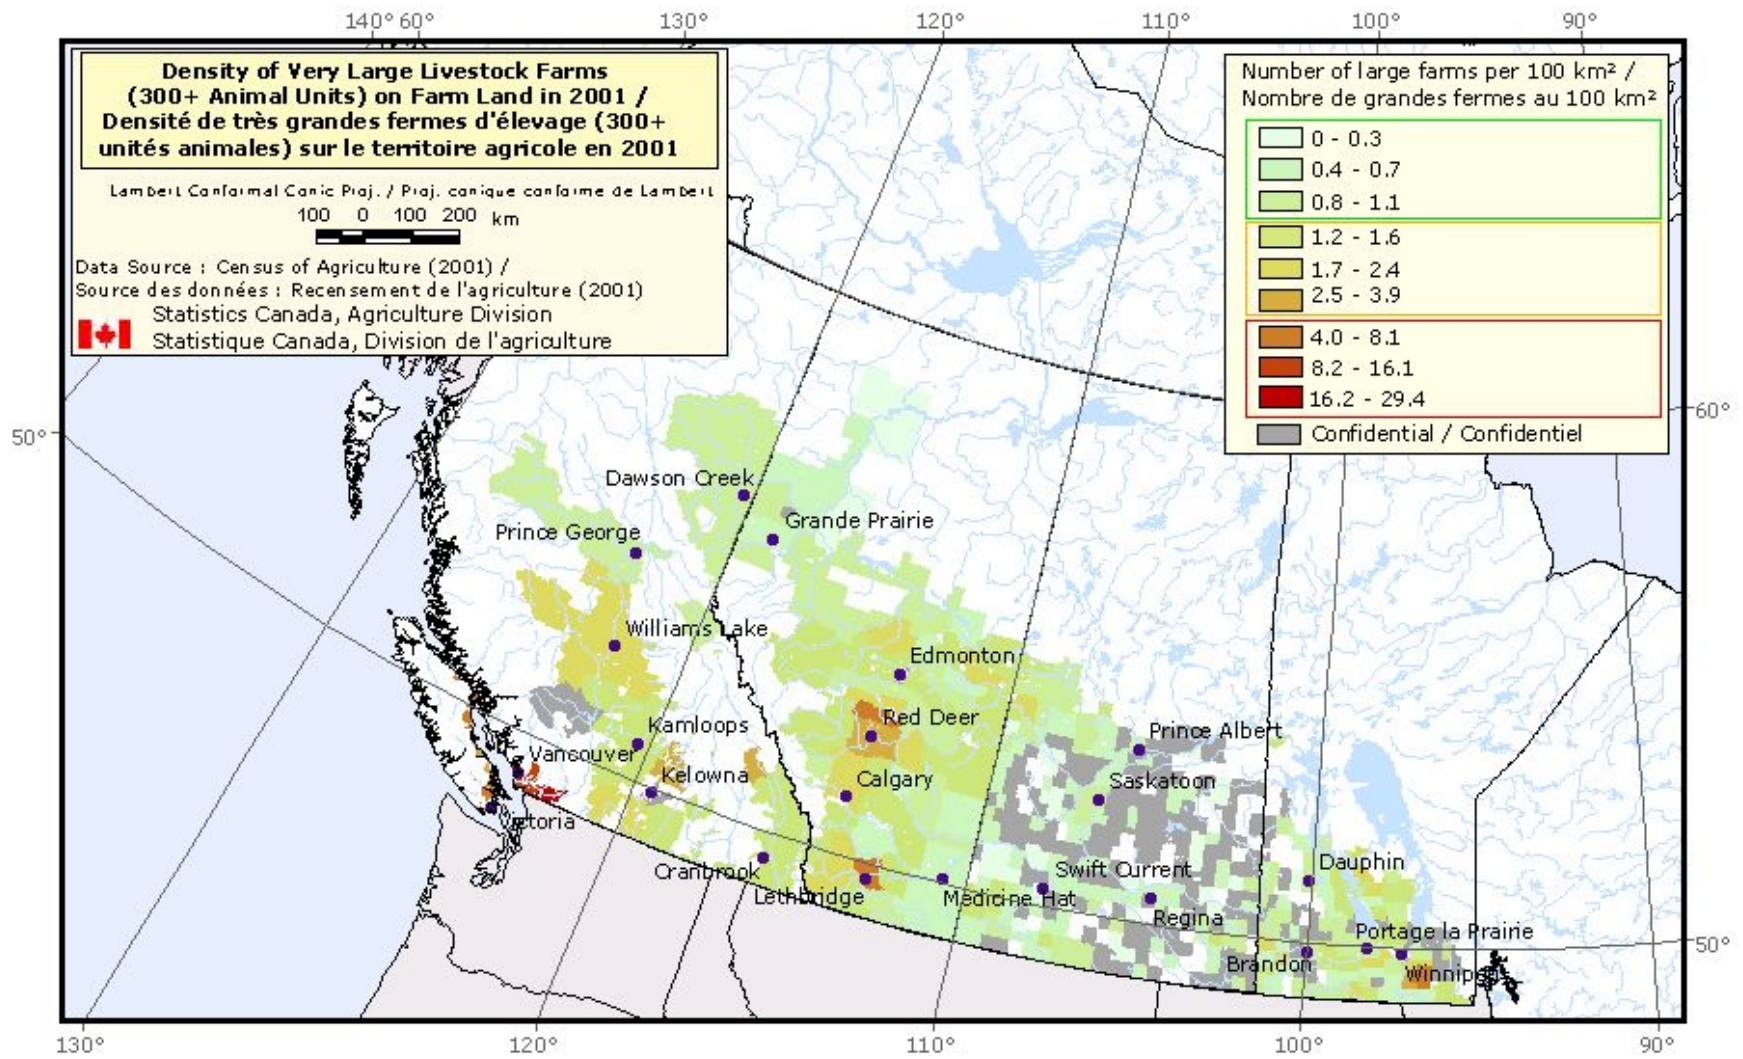 140° 60° 130° 120° 110° 100° 90°
Density of Very Large Livestock Farms
(300+ Animal Units) on Farm Land in 2001 /
Densité de très grandes fermes d'élevage (300+
unités animales) sur le territoire agricole en 2001
Lambert Conformal Conic Proj. / Proj. conique conforme de Lambert
100 0 100 200 km
Data Source : Census of Agriculture (2001) /
Source des données : Recensement de l'agriculture (2001)
Statistics Canada, Agriculture Division
Statistique Canada, Division de l'agriculture
Number of large farms per 100 km² /
Nombre de grandes fermes au 100 km²
0 - 0.3
0.4 - 0.7
0.8 - 1.1
1.2 - 1.6
1.7 - 2.4
2.5 - 3.9
4.0 - 8.1
8.2 - 16.1
16.2 - 29.4
Confidential / Confidentiel
60°
50°
Dawson Creek
Grande Prairie
Prince George
Williams Lake
Edmonton
Red Deer
Kamloops
Prince Albert
Vancouver
Kelowna
Calgary
Saskatoon
Victoria
Dauphin
Cranbrook
Swift Current
Lethbridge
Medicine Hat
Regina
Portage la Prairie
Brandon
Winnipeg
50°
130° 120° 110° 100° 90°